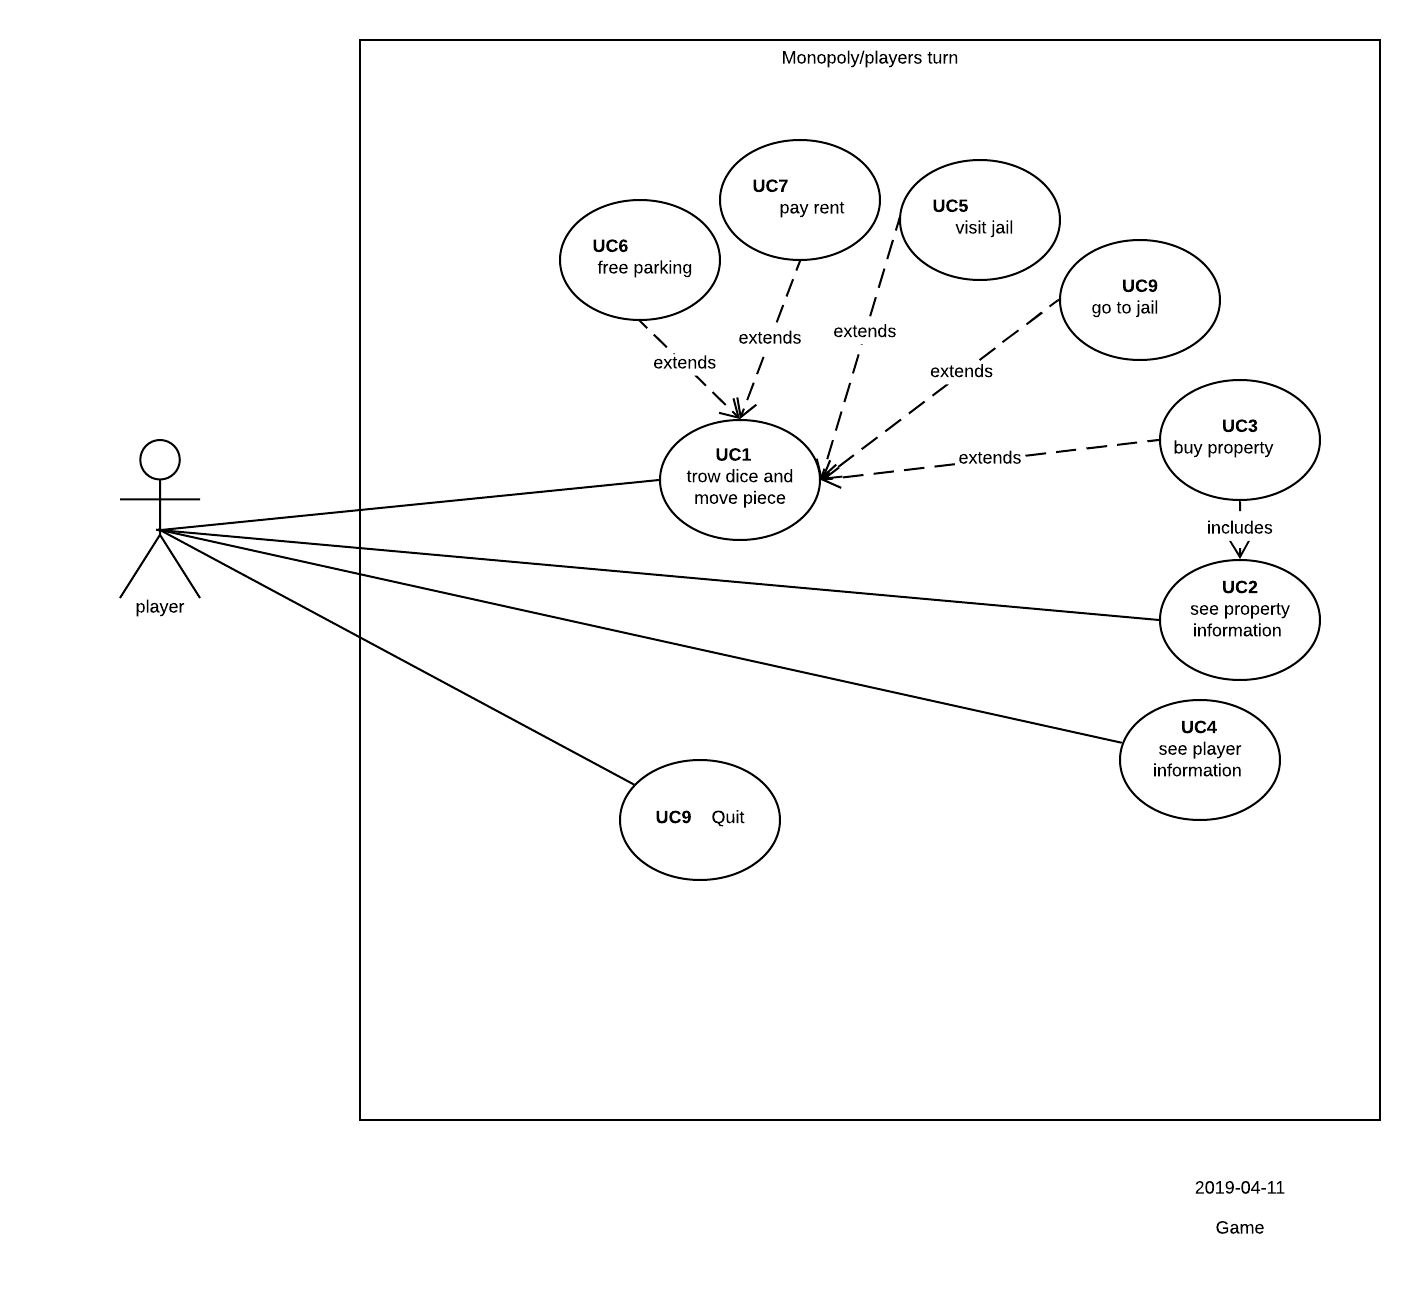 Monopoly/players turn
UC7
pay rent
UC5
visit jail
UC6
free parking
UC9
go to jail
extends
extends
extends
extends
UC3
buy property
extends
UC1
trow dice and
move piece
includes
UC2
see property
information
player
UC4
see player
information
UC9 Quit
2019-04-11
Game